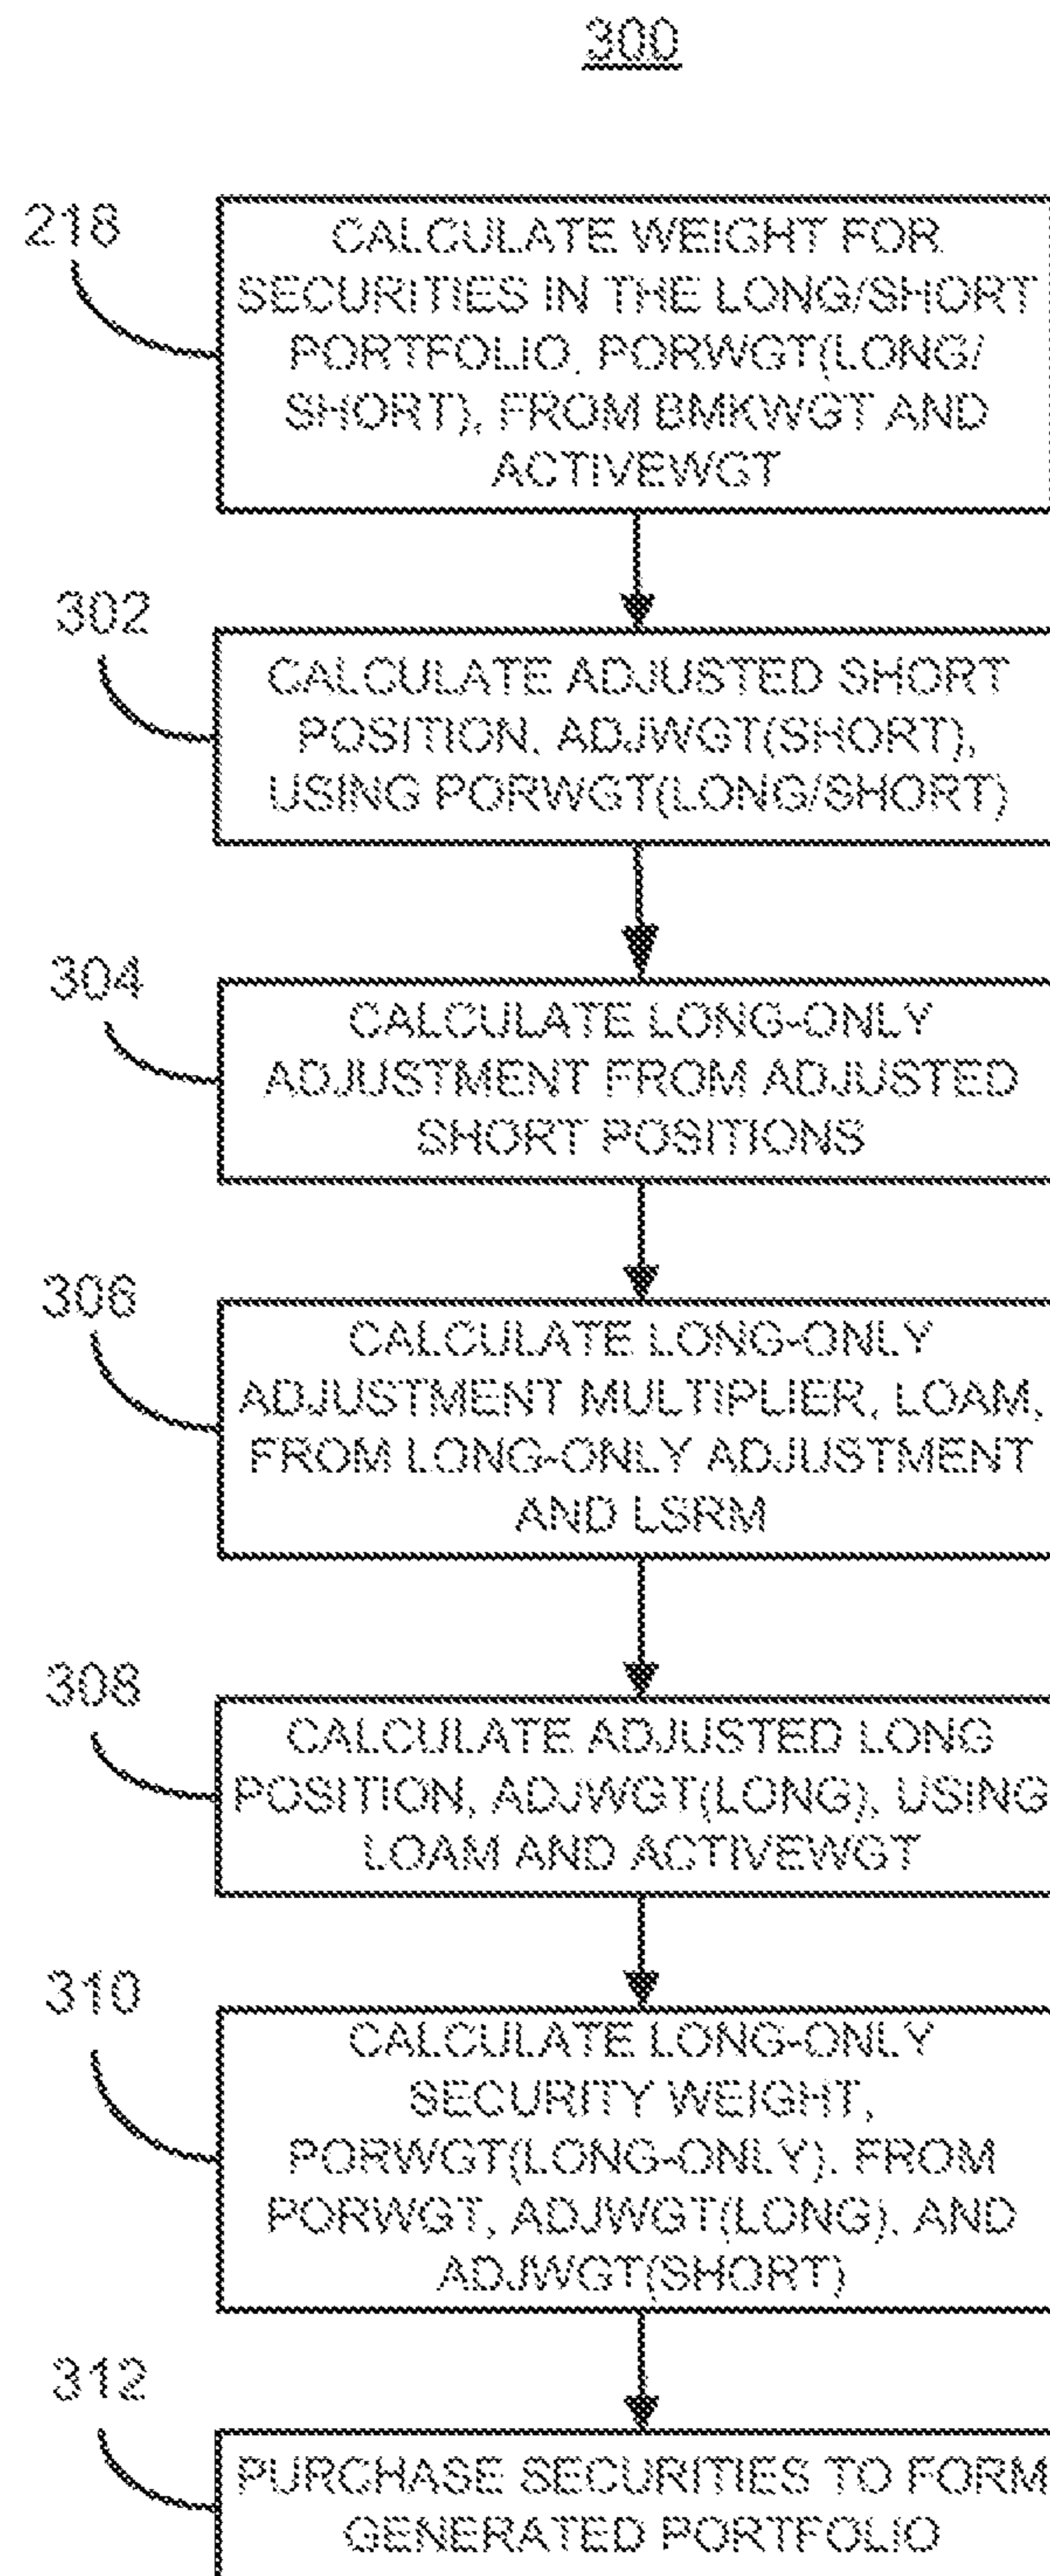 300
218
CALCULATE WEIGHT FOR
SECURITIES IN THE LONG/SHORT
PORTFOLIO, PORWGT(LONG/
SHORT), FROM BMKWGT AND
ACTIVEWGT
302
CALCULATE ADJUSTED SHORT
POSITION, ADJWGT(SHORT),
USING PORWGT(LONG/SHORT)
304
CALCULATE LONG-ONLY
ADJUSTMENT FROM ADJUSTED
SHORT POSITIONS
306
CALCULATE LONG-ONLY
ADJUSTMENT MULTIPLIER, LOAM,
FROM LONG-ONLY ADJUSTMENT
AND LSRM
308
CALCULATE ADJUSTED LONG
POSITION, ADJWGT(LONG), USING
LOAM AND ACTIVEWGT
310
CALCULATE LONG-ONLY
SECURITY WEIGHT,
PORWGT(LONG-ONLY), FROM
PORWGT, ADJWGT(LONG), AND
ADJWGT(SHORT)
312
PURCHASE SECURITIES TO FORM
GENERATED PORTFOLIO